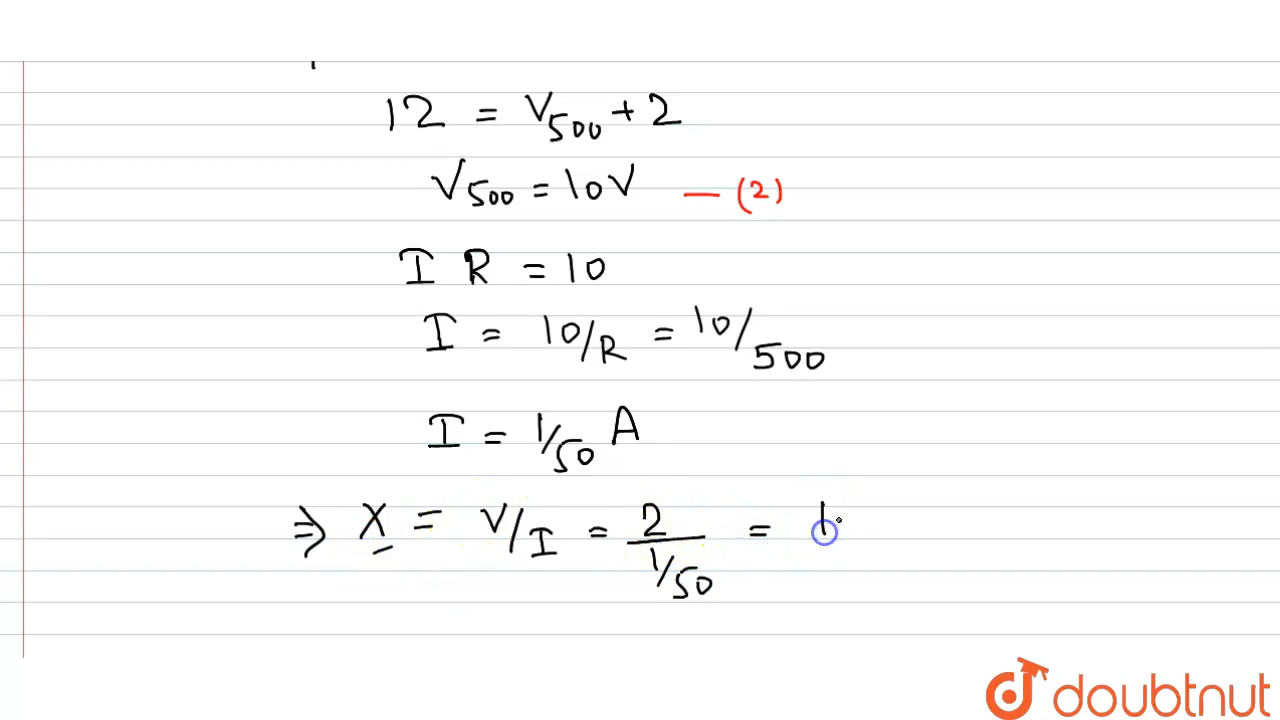 12 = V500 + 2
V500 = 10V — (2)
I R = 10
I = 10/R = 10/500
I = 1/50 A
⇒ X = V/I = 2/(1/50) = 1
doubtnut